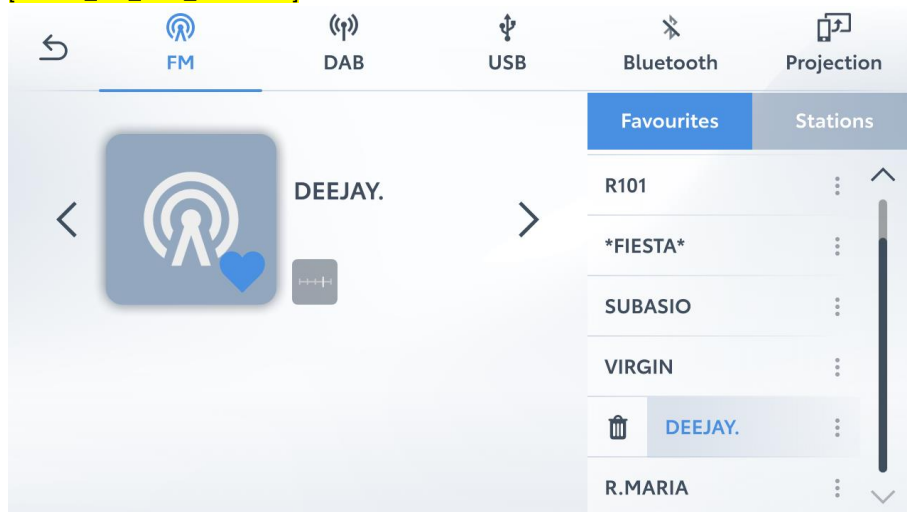 FM
DAB
USB
Bluetooth
Projection
DEEJAY.
Favourites
Stations
R101
*FIESTA*
SUBASIO
VIRGIN
DEEJAY.
R.MARIA